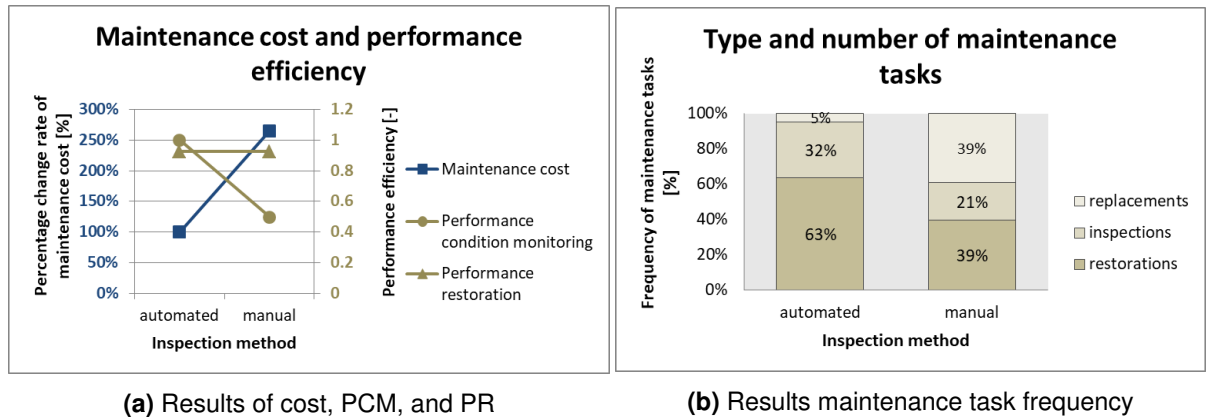 Maintenance cost and performance
efficiency
Percentage change rate of
maintenance cost [%]
300%
250%
200%
150%
100%
50%
0%
1.2
1
0.8
0.6
0.4
0.2
0
Performance efficiency [-]
Maintenance cost
Performance
condition monitoring
Performance
restoration
automated manual
Inspection method
(a) Results of cost, PCM, and PR
Type and number of maintenance
tasks
Frequency of maintenance tasks
[%]
100%
80%
60%
40%
20%
0%
5%
32%
63%
39%
21%
39%
replacements
inspections
restorations
automated manual
Inspection method
(b) Results maintenance task frequency